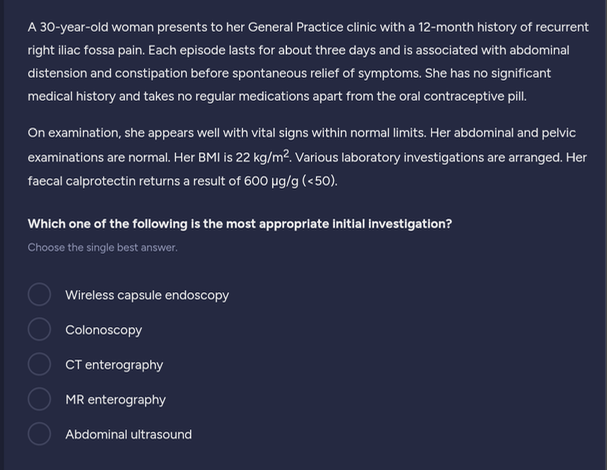 A 30-year-old woman presents to her General Practice clinic with a 12-month history of recurrent
right iliac fossa pain. Each episode lasts for about three days and is associated with abdominal
distension and constipation before spontaneous relief of symptoms. She has no significant
medical history and takes no regular medications apart from the oral contraceptive pill.
On examination, she appears well with vital signs within normal limits. Her abdominal and pelvic
examinations are normal. Her BMI is 22 kg/m². Various laboratory investigations are arranged. Her
faecal calprotectin returns a result of 600 µg/g (<50).
Which one of the following is the most appropriate initial investigation?
Choose the single best answer.
Wireless capsule endoscopy
Colonoscopy
CT enterography
MR enterography
Abdominal ultrasound